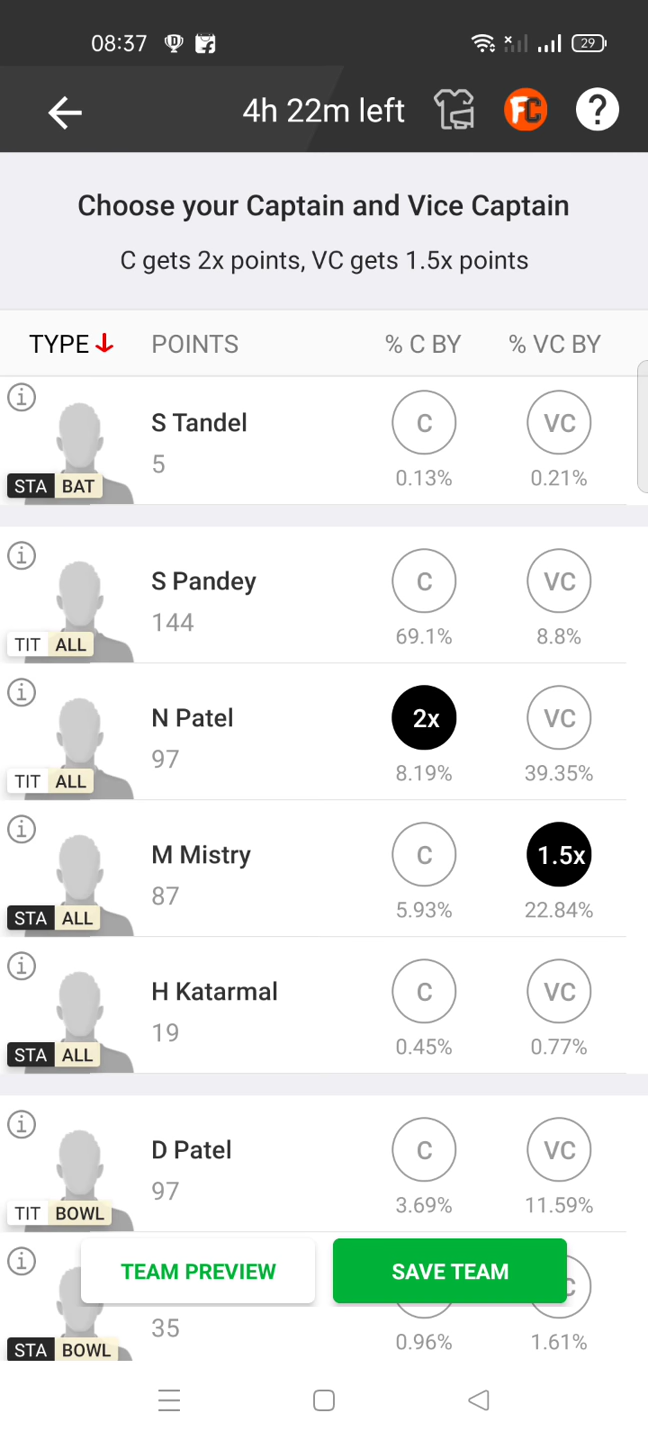 08:37
29
4h 22m left
FC
?
Choose your Captain and Vice Captain
C gets 2x points, VC gets 1.5x points
TYPE POINTS % C BY % VC BY
S Tandel
5
C
0.13%
VC
0.21%
STA BAT
S Pandey
144
C
69.1%
VC
8.8%
TIT ALL
N Patel
97
2x
8.19%
VC
39.35%
TIT ALL
M Mistry
87
C
5.93%
1.5x
22.84%
STA ALL
H Katarmal
19
C
0.45%
VC
0.77%
STA ALL
D Patel
97
C
3.69%
VC
11.59%
TIT BOWL
TEAM PREVIEW
SAVE TEAM
35
0.96%
1.61%
STA BOWL